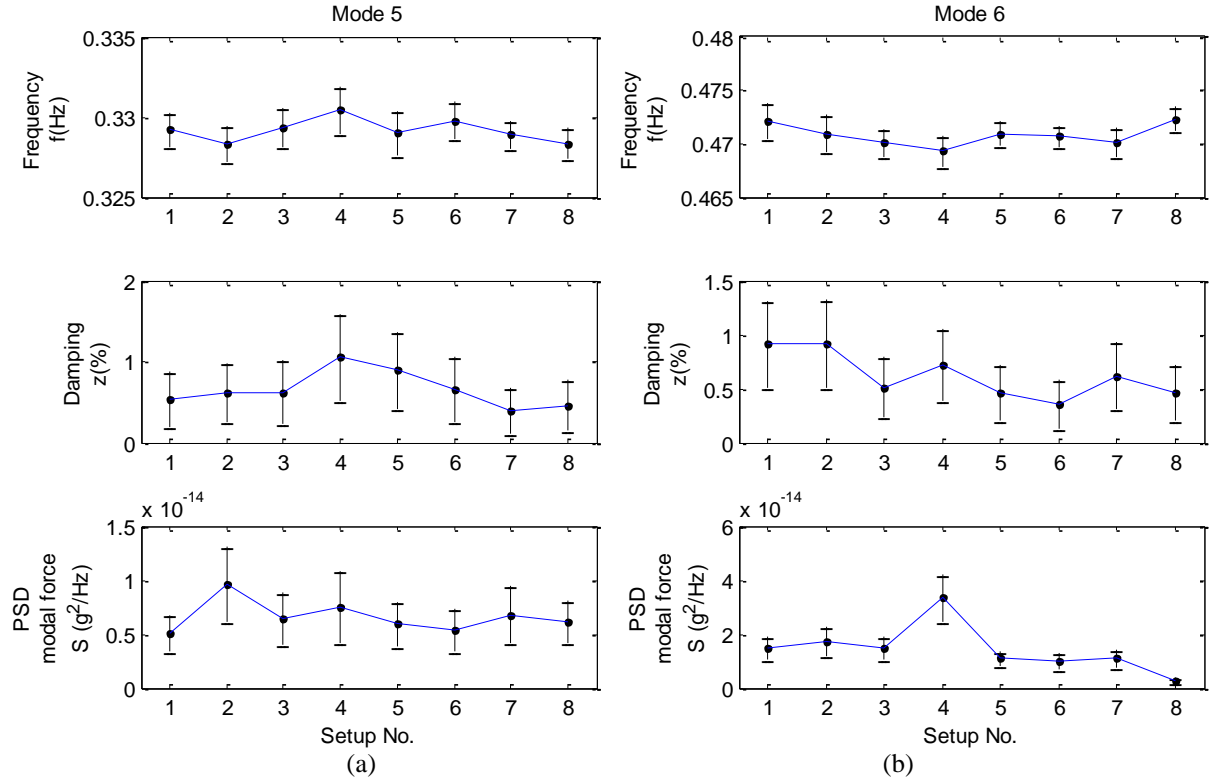 Mode 5
Frequency
f(Hz)
0.335
0.33
0.325
1 2 3 4 5 6 7 8
Damping
z(%)
2
1
0
1 2 3 4 5 6 7 8
x 10^-14
PSD
modal force
S (g^2/Hz)
1.5
1
0.5
0
1 2 3 4 5 6 7 8
Setup No.
(a)
Mode 6
Frequency
f(Hz)
0.48
0.475
0.47
0.465
1 2 3 4 5 6 7 8
Damping
z(%)
1.5
1
0.5
0
1 2 3 4 5 6 7 8
x 10^-14
PSD
modal force
S (g^2/Hz)
6
4
2
0
1 2 3 4 5 6 7 8
Setup No.
(b)